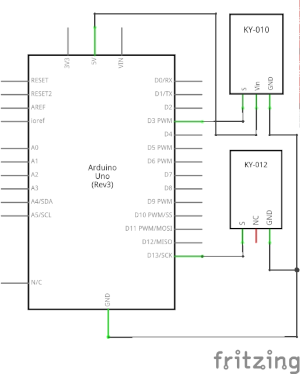 KY-010
3V3
5V
VIN
S
Vin
GND
RESET
RESET2
AREF
ioref
A0
A1
A2
A3
A4/SDA
A5/SCL
N/C
Arduino
Uno
(Rev3)
D0/RX
D1/TX
D2
D3 PWM
D4
D5 PWM
D6 PWM
D7
D8
D9 PWM
D10 PWM/SS
D11 PWM/MOSI
D12/MISO
D13/SCK
GND
KY-012
S
NC
GND
fritzing